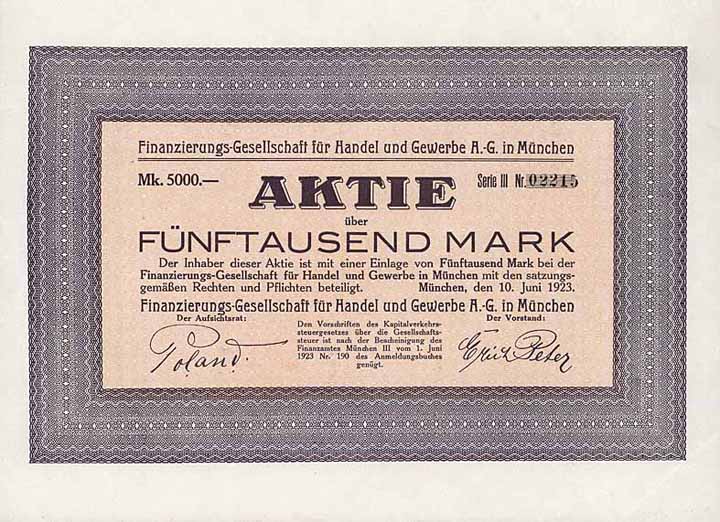 Finanzierungs-Gesellschaft für Handel und Gewerbe A.-G. in München
Mk. 5000.— AKTIE Serie III Nr. 02215
über
FÜNFTAUSEND MARK
Der Inhaber dieser Aktie ist mit einer Einlage von Fünftausend Mark bei der
Finanzierungs-Gesellschaft für Handel und Gewerbe in München mit den satzungs-
gemäßen Rechten und Pflichten beteiligt. München, den 10. Juni 1923.
Finanzierungs-Gesellschaft für Handel und Gewerbe A.-G. in München
Der Aufsichtsrat: Der Vorstand:
Den Vorschriften des Kapitalverkehrs-
steuergesetzes über die Gesellschafts-
steuer ist nach der Bescheinigung des
Finanzamtes München III vom 1. Juni
1923 Nr. 190 des Anmeldungsbuches
genügt.
Poland. Erich Peter